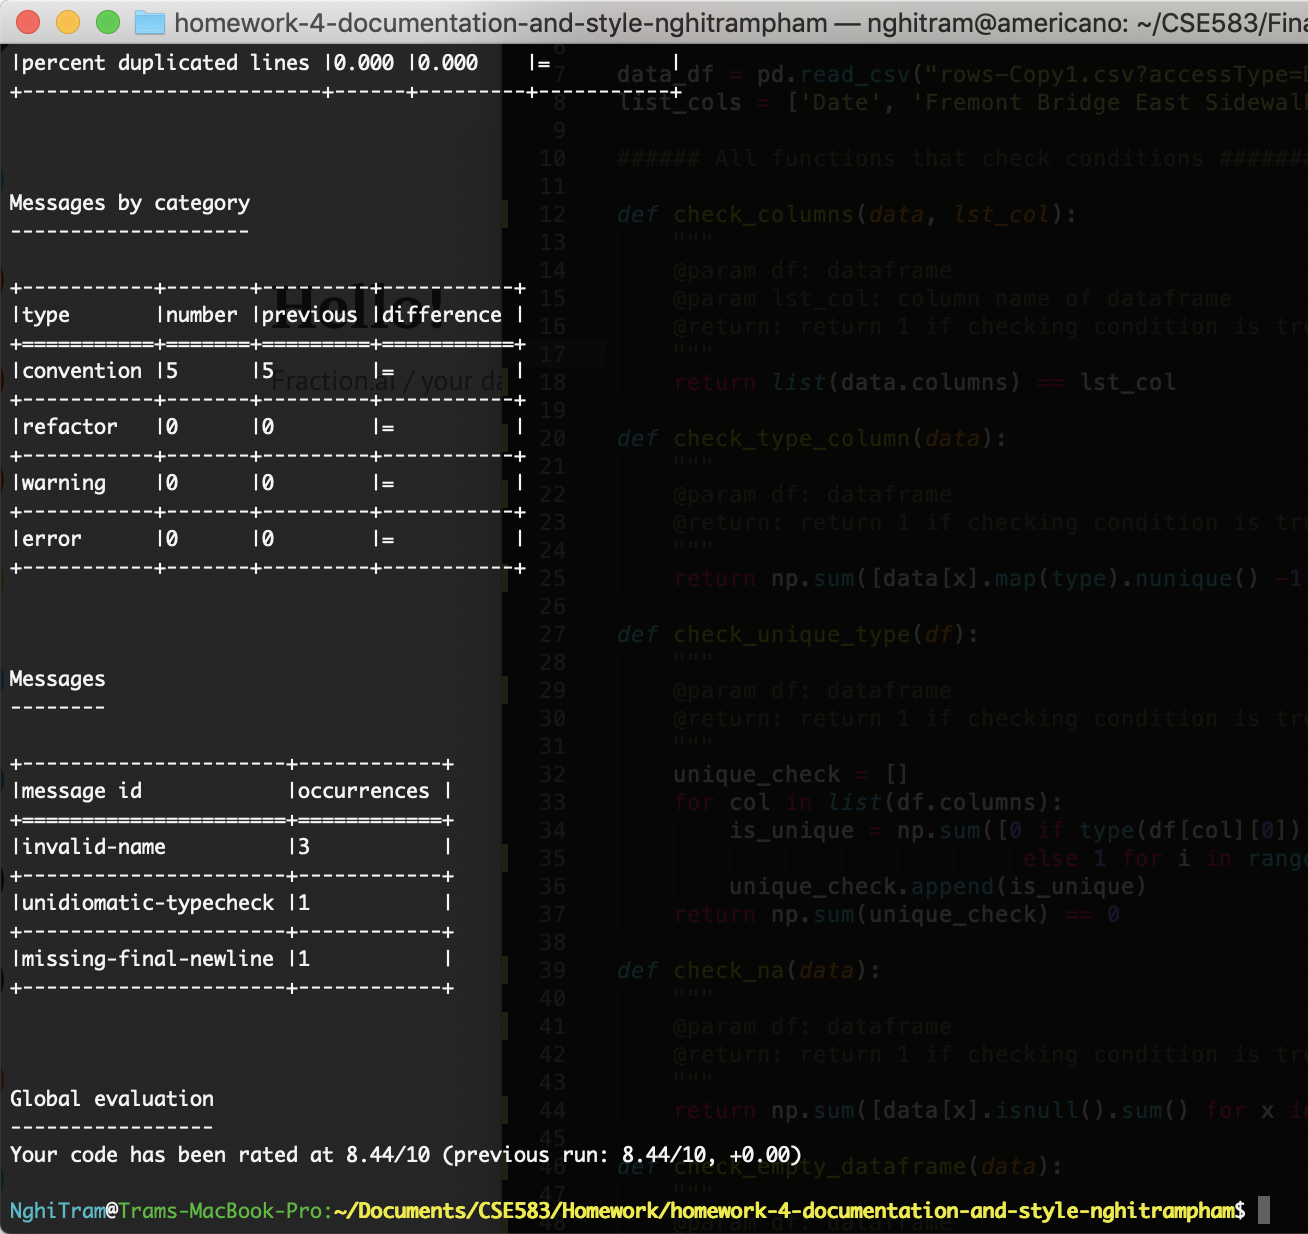 homework-4-documentation-and-style-nghitrampham — nghitram@americano: ~/CSE583/Fina
|percent duplicated lines |0.000 |0.000    |=          |
+-------------------------+------+---------+-----------+
Messages by category
--------------------
+-----------+-------+---------+-----------+
|type       |number |previous |difference |
+===========+=======+=========+===========+
|convention |5      |5        |=          |
+-----------+-------+---------+-----------+
|refactor   |0      |0        |=          |
+-----------+-------+---------+-----------+
|warning    |0      |0        |=          |
+-----------+-------+---------+-----------+
|error      |0      |0        |=          |
+-----------+-------+---------+-----------+
Messages
--------
+----------------------+------------+
|message id            |occurrences |
+======================+============+
|invalid-name          |3           |
+----------------------+------------+
|unidiomatic-typecheck |1           |
+----------------------+------------+
|missing-final-newline |1           |
+----------------------+------------+
Global evaluation
-----------------
Your code has been rated at 8.44/10 (previous run: 8.44/10, +0.00)
NghiTram@Trams-MacBook-Pro:~/Documents/CSE583/Homework/homework-4-documentation-and-style-nghitrampham$
Hello!
Fraction.ai / your da
6
7 data_df = pd.read_csv("rows-Copy1.csv?accessType=
8 list_cols = ['Date', 'Fremont Bridge East Sidewal
9
10 ###### All functions that check conditions ######
11
12 def check_columns(data, lst_col):
13 """
14 @param df: dataframe
15 @param lst_col: column name of dataframe
16 @return: return 1 if checking condition is tr
17 """
18 return list(data.columns) == lst_col
19
20 def check_type_column(data):
21 """
22 @param df: dataframe
23 @return: return 1 if checking condition is tr
24 """
25 return np.sum([data[x].map(type).nunique() -1
26
27 def check_unique_type(df):
28 """
29 @param df: dataframe
30 @return: return 1 if checking condition is tr
31 """
32 unique_check = []
33 for col in list(df.columns):
34 is_unique = np.sum([0 if type(df[col][0])
35 else 1 for i in rang
36 unique_check.append(is_unique)
37 return np.sum(unique_check) == 0
38
39 def check_na(data):
40 """
41 @param df: dataframe
42 @return: return 1 if checking condition is tr
43 """
44 return np.sum([data[x].isnull().sum() for x i
45
46 def check_empty_dataframe(data):
47 """
48 @param df: dataframe